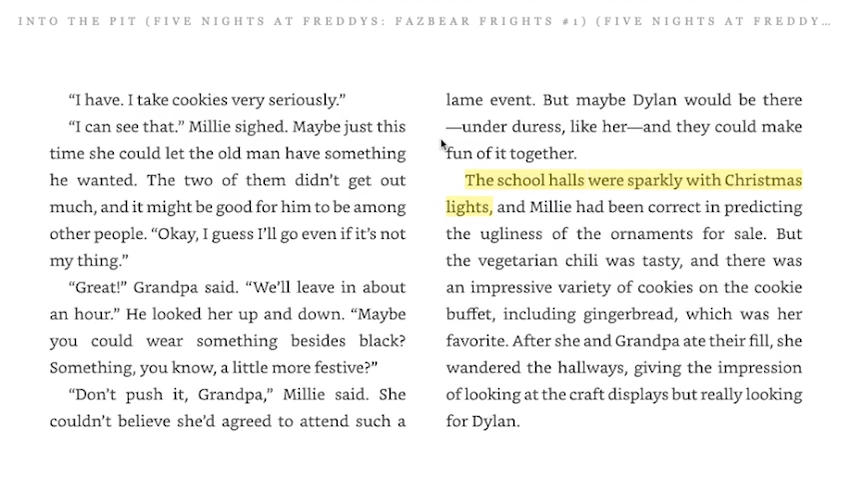 INTO THE PIT (FIVE NIGHTS AT FREDDYS: FAZBEAR FRIGHTS #1) (FIVE NIGHTS AT FREDDY...
“I have. I take cookies very seriously.”
“I can see that.” Millie sighed. Maybe just this
time she could let the old man have something
he wanted. The two of them didn’t get out
much, and it might be good for him to be among
other people. “Okay, I guess I’ll go even if it’s not
my thing.”
“Great!” Grandpa said. “We’ll leave in about
an hour.” He looked her up and down. “Maybe
you could wear something besides black?
Something, you know, a little more festive?”
“Don’t push it, Grandpa,” Millie said. She
couldn’t believe she’d agreed to attend such a
lame event. But maybe Dylan would be there
—under duress, like her—and they could make
fun of it together.
The school halls were sparkly with Christmas
lights, and Millie had been correct in predicting
the ugliness of the ornaments for sale. But
the vegetarian chili was tasty, and there was
an impressive variety of cookies on the cookie
buffet, including gingerbread, which was her
favorite. After she and Grandpa ate their fill, she
wandered the hallways, giving the impression
of looking at the craft displays but really looking
for Dylan.